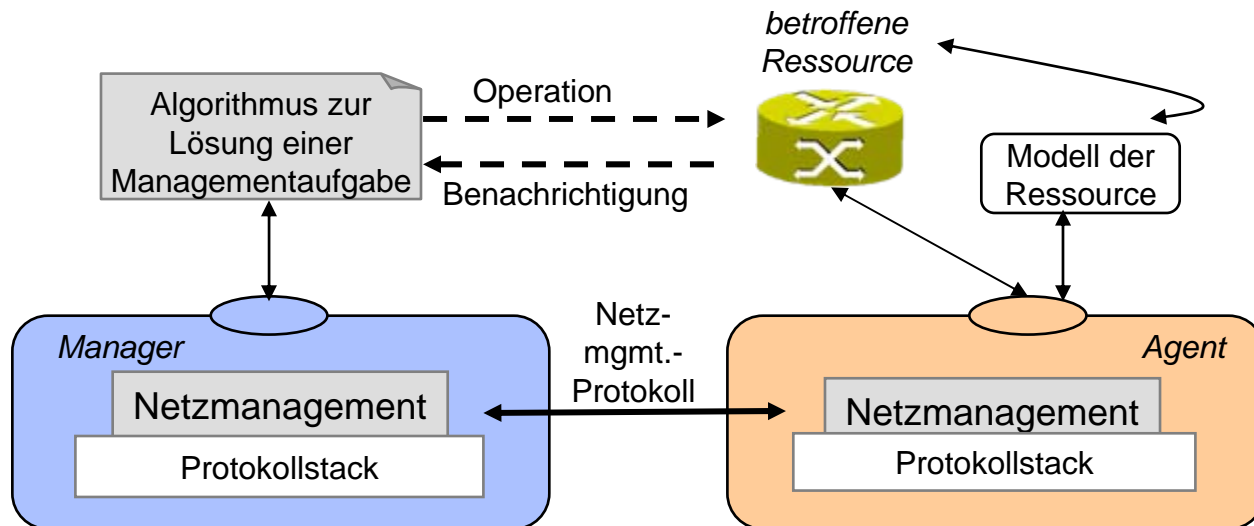 betroffene
Ressource
Algorithmus zur
Lösung einer
Managementaufgabe
Operation
Benachrichtigung
Modell der
Ressource
Manager
Netz-
mgmt.-
Protokoll
Agent
Netzmanagement
Protokollstack
Netzmanagement
Protokollstack